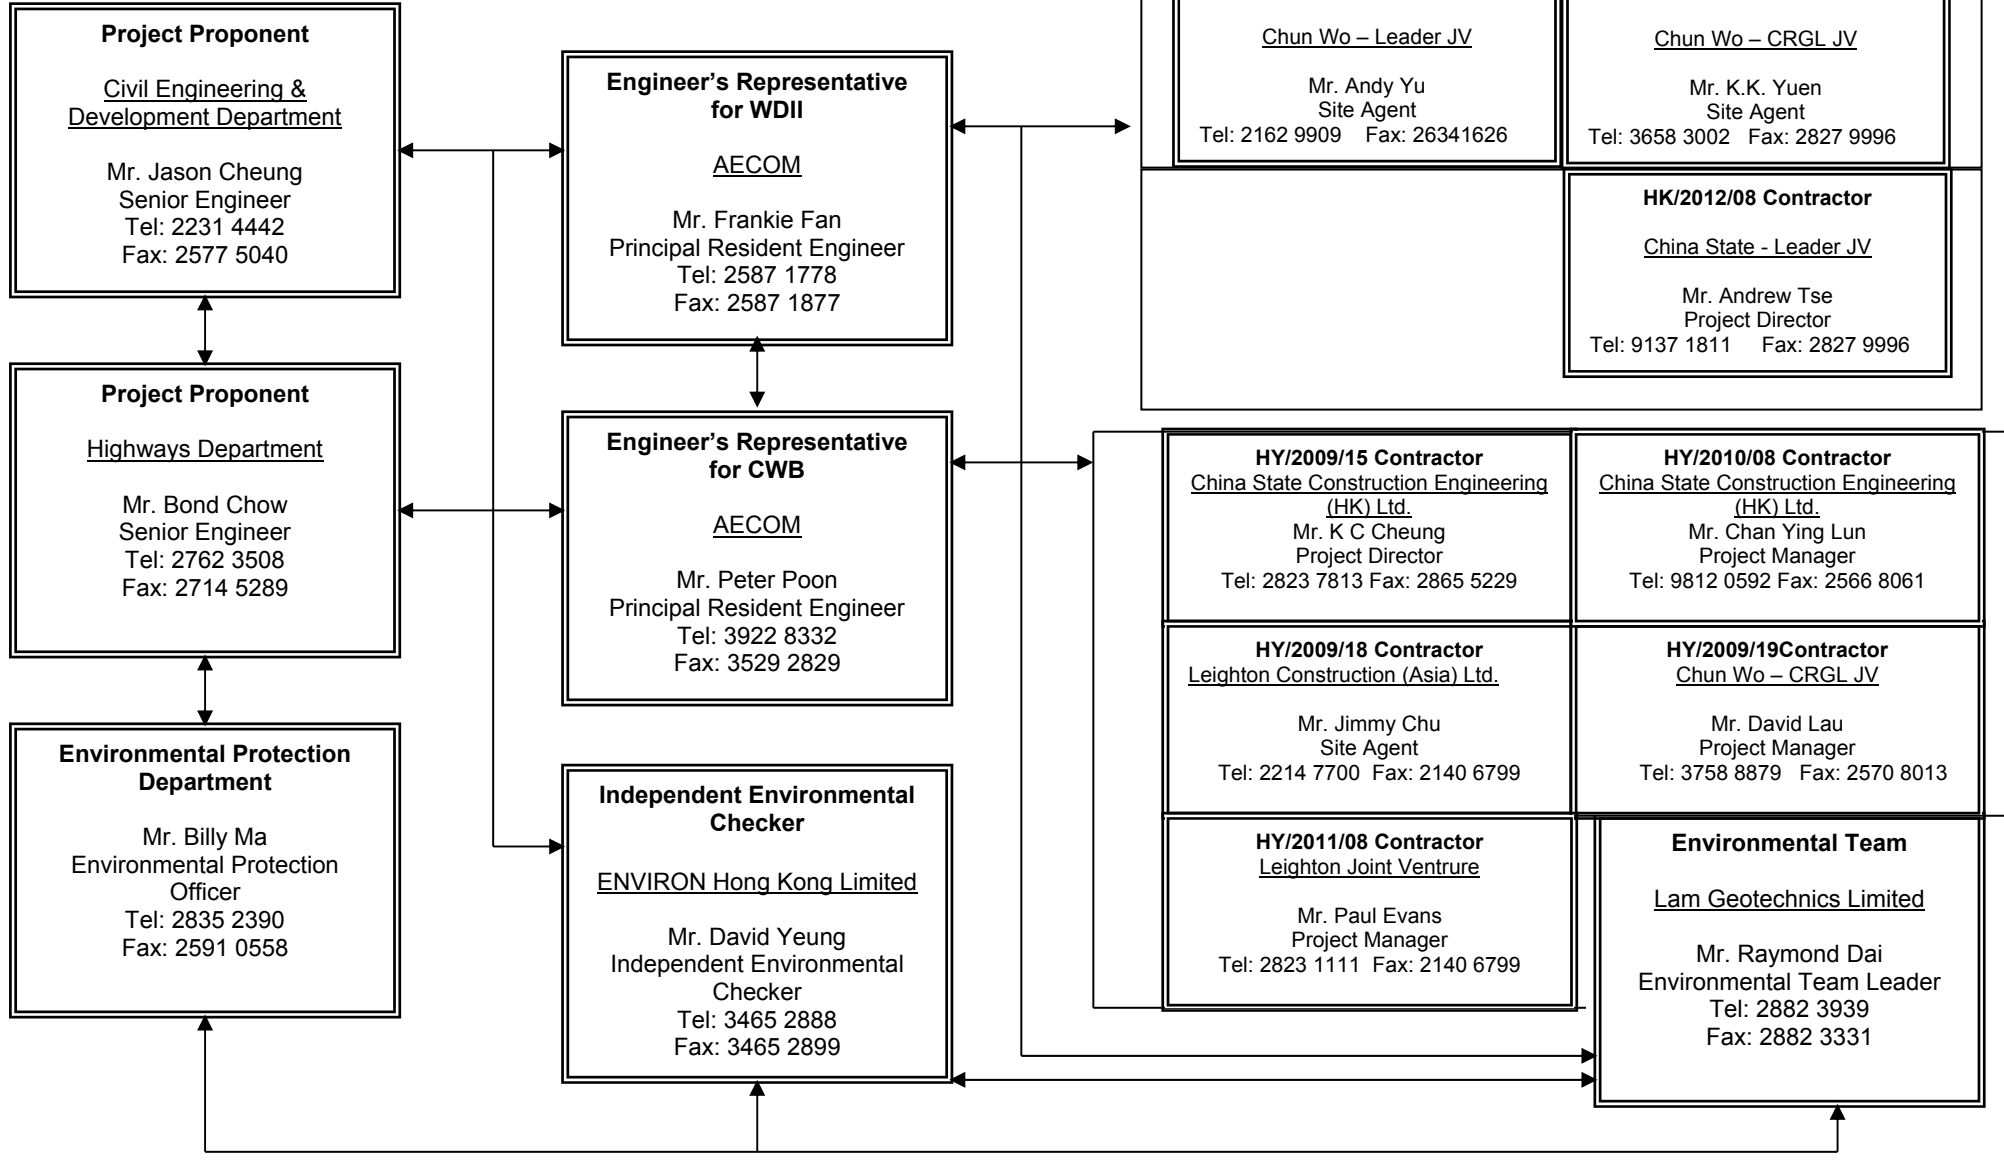 Project Proponent
Civil Engineering &
Development Department
Mr. Jason Cheung
Senior Engineer
Tel: 2231 4442
Fax: 2577 5040
Project Proponent
Highways Department
Mr. Bond Chow
Senior Engineer
Tel: 2762 3508
Fax: 2714 5289
Environmental Protection
Department
Mr. Billy Ma
Environmental Protection
Officer
Tel: 2835 2390
Fax: 2591 0558
Engineer’s Representative
for WDII
AECOM
Mr. Frankie Fan
Principal Resident Engineer
Tel: 2587 1778
Fax: 2587 1877
Engineer’s Representative
for CWB
AECOM
Mr. Peter Poon
Principal Resident Engineer
Tel: 3922 8332
Fax: 3529 2829
Independent Environmental
Checker
ENVIRON Hong Kong Limited
Mr. David Yeung
Independent Environmental
Checker
Tel: 3465 2888
Fax: 3465 2899
Chun Wo – Leader JV
Mr. Andy Yu
Site Agent
Tel: 2162 9909 Fax: 26341626
Chun Wo – CRGL JV
Mr. K.K. Yuen
Site Agent
Tel: 3658 3002 Fax: 2827 9996
HK/2012/08 Contractor
China State - Leader JV
Mr. Andrew Tse
Project Director
Tel: 9137 1811 Fax: 2827 9996
HY/2009/15 Contractor
China State Construction Engineering
(HK) Ltd.
Mr. K C Cheung
Project Director
Tel: 2823 7813 Fax: 2865 5229
HY/2010/08 Contractor
China State Construction Engineering
(HK) Ltd.
Mr. Chan Ying Lun
Project Manager
Tel: 9812 0592 Fax: 2566 8061
HY/2009/18 Contractor
Leighton Construction (Asia) Ltd.
Mr. Jimmy Chu
Site Agent
Tel: 2214 7700 Fax: 2140 6799
HY/2009/19Contractor
Chun Wo – CRGL JV
Mr. David Lau
Project Manager
Tel: 3758 8879 Fax: 2570 8013
HY/2011/08 Contractor
Leighton Joint Ventrure
Mr. Paul Evans
Project Manager
Tel: 2823 1111 Fax: 2140 6799
Environmental Team
Lam Geotechnics Limited
Mr. Raymond Dai
Environmental Team Leader
Tel: 2882 3939
Fax: 2882 3331